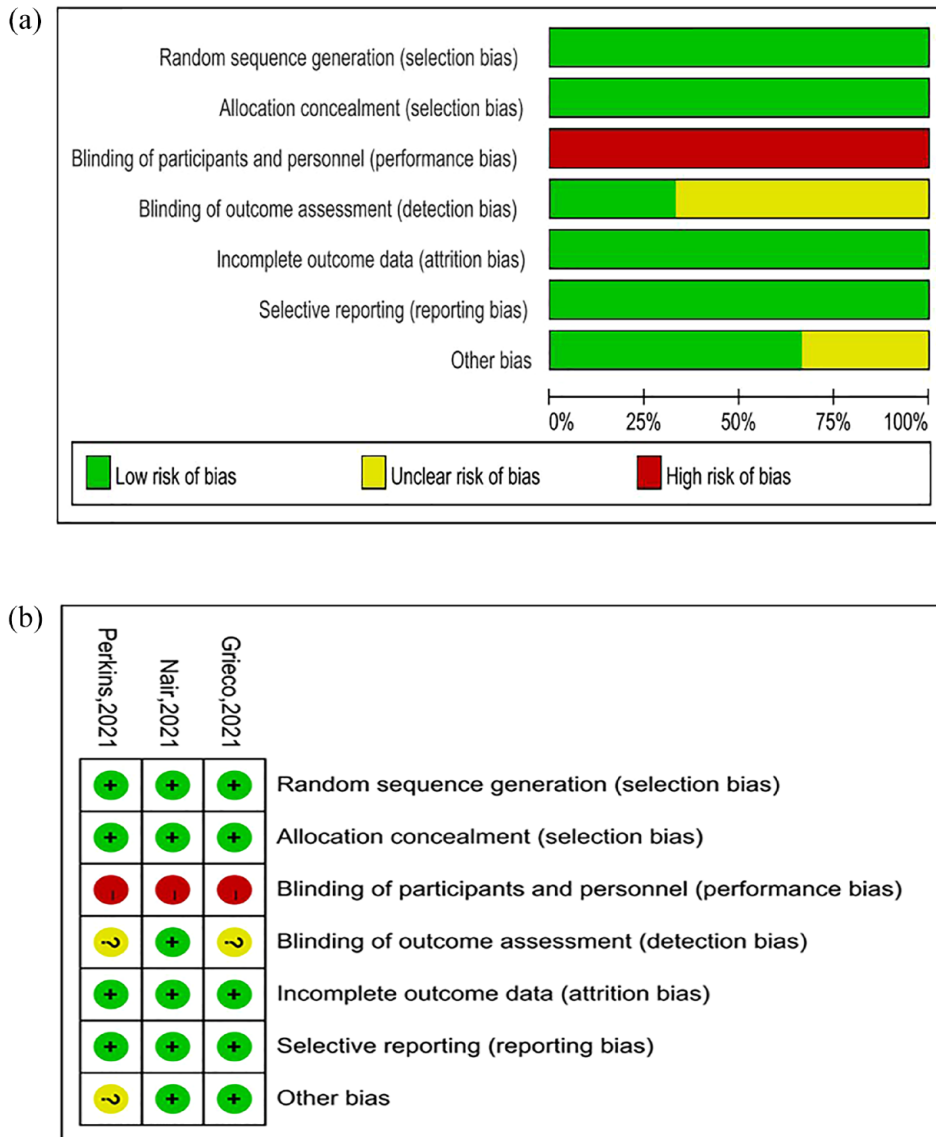 (a)
Random sequence generation (selection bias)
Allocation concealment (selection bias)
Blinding of participants and personnel (performance bias)
Blinding of outcome assessment (detection bias)
Incomplete outcome data (attrition bias)
Selective reporting (reporting bias)
Other bias
0% 25% 50% 75% 100%
Low risk of bias Unclear risk of bias High risk of bias
(b)
Perkins,2021 Nair,2021 Grieco,2021
+ + + Random sequence generation (selection bias)
+ + + Allocation concealment (selection bias)
– – – Blinding of participants and personnel (performance bias)
? + ? Blinding of outcome assessment (detection bias)
+ + + Incomplete outcome data (attrition bias)
+ + + Selective reporting (reporting bias)
? + + Other bias